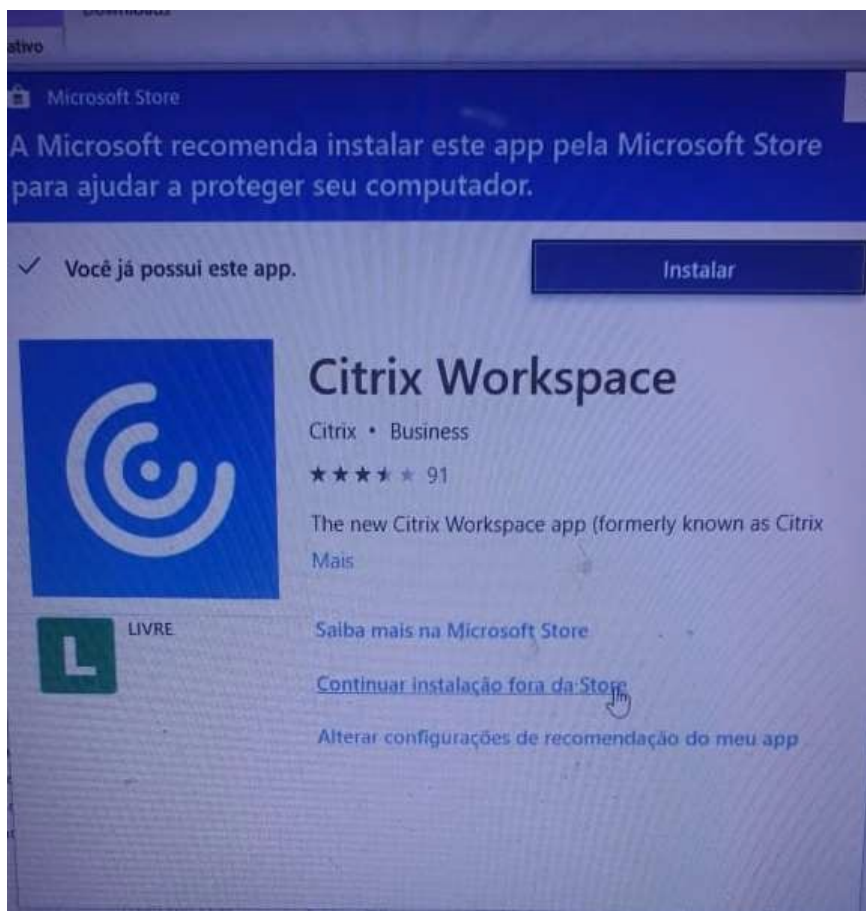 Downloads
ativo
Microsoft Store
A Microsoft recomenda instalar este app pela Microsoft Store
para ajudar a proteger seu computador.
Você já possui este app.
Instalar
Citrix Workspace
Citrix • Business
91
The new Citrix Workspace app (formerly known as Citrix
Mais
L
LIVRE
Saiba mais na Microsoft Store
Continuar instalação fora da Store
Alterar configurações de recomendação do meu app